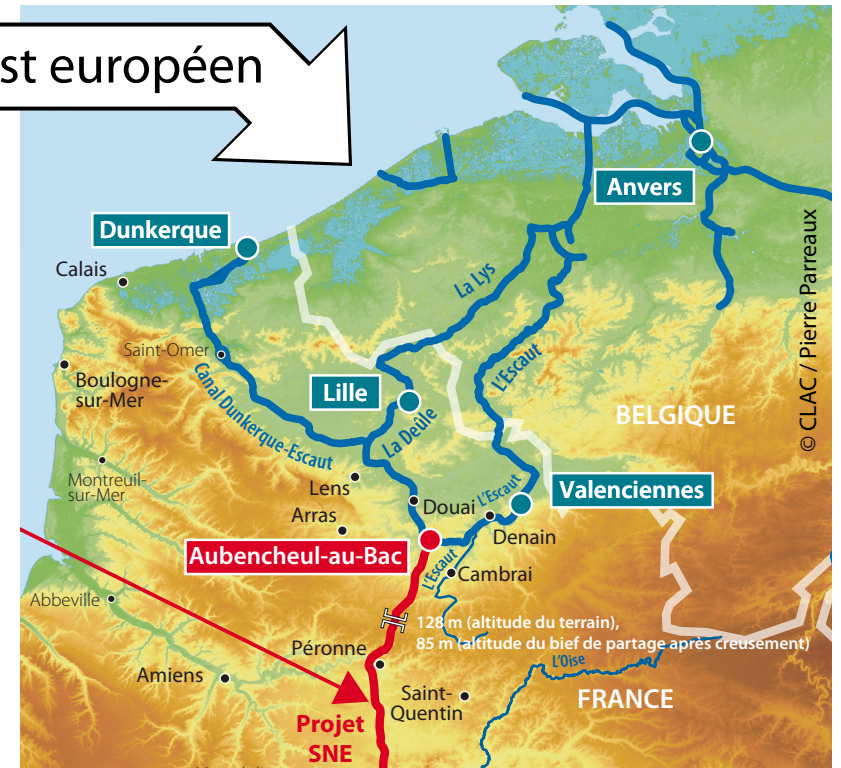 st européen
Anvers
Dunkerque
Calais
La Lys
Saint-Omer
L'Escaut
Boulogne-
sur-Mer
Lille
Canal Dunkerque-Escaut
La Deûle
BELGIQUE
© CLAC / Pierre Parreaux
Montreuil-
sur-Mer
Lens
Douai
L'Escaut
Valenciennes
Arras
Denain
Aubencheul-au-Bac
L'Escaut
Cambrai
Abbeville
128 m (altitude du terrain),
85 m (altitude du bief de partage après creusement)
Péronne
L'Oise
Amiens
Saint-
Quentin
FRANCE
Projet
SNE